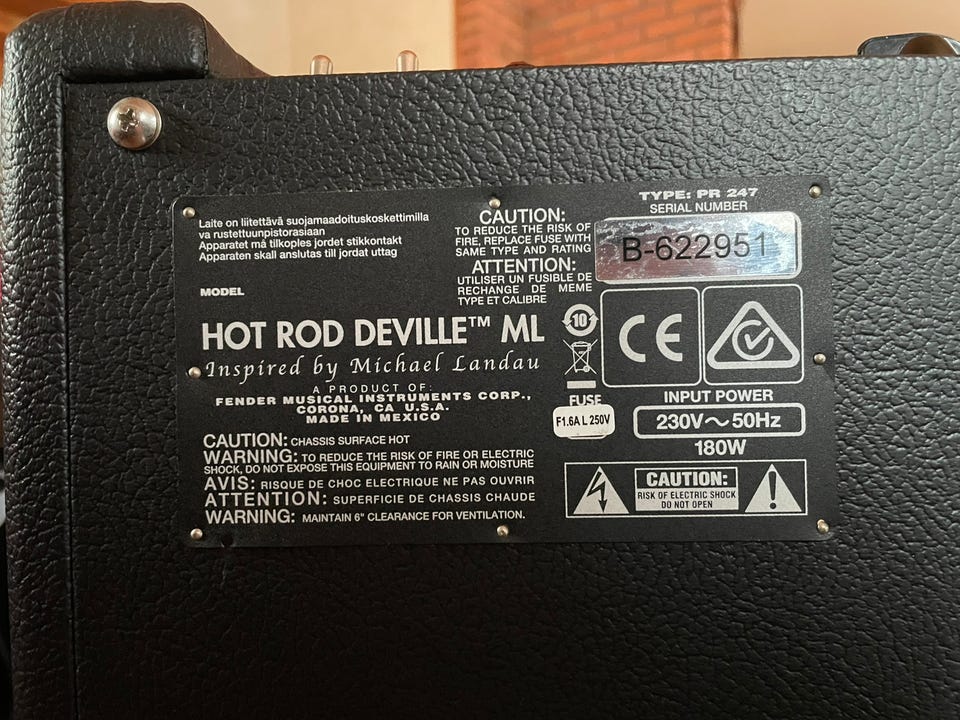 Laite on liitettävä suojamaadoituskoskettimilla
va rustettuunpistorasiaan
Apparatet må tilkoples jordet stikkontakt
Apparaten skall anslutas till jordat uttag
MODEL
HOT ROD DEVILLE™ ML
Inspired by Michael Landau
A PRODUCT OF:
FENDER MUSICAL INSTRUMENTS CORP.,
CORONA, CA U.S.A.
MADE IN MEXICO
CAUTION: CHASSIS SURFACE HOT
WARNING: TO REDUCE THE RISK OF FIRE OR ELECTRIC
SHOCK, DO NOT EXPOSE THIS EQUIPMENT TO RAIN OR MOISTURE
AVIS: RISQUE DE CHOC ELECTRIQUE NE PAS OUVRIR
ATTENTION: SUPERFICIE DE CHASSIS CHAUDE
WARNING: MAINTAIN 6" CLEARANCE FOR VENTILATION.
CAUTION:
TO REDUCE THE RISK OF
FIRE, REPLACE FUSE WITH
SAME TYPE AND RATING
ATTENTION:
UTILISER UN FUSIBLE DE
RECHANGE DE MEME
TYPE ET CALIBRE
10
FUSE
F1.6A L 250V
TYPE: PR 247
SERIAL NUMBER
B-622951
CE
INPUT POWER
230V～50Hz
180W
CAUTION:
RISK OF ELECTRIC SHOCK
DO NOT OPEN